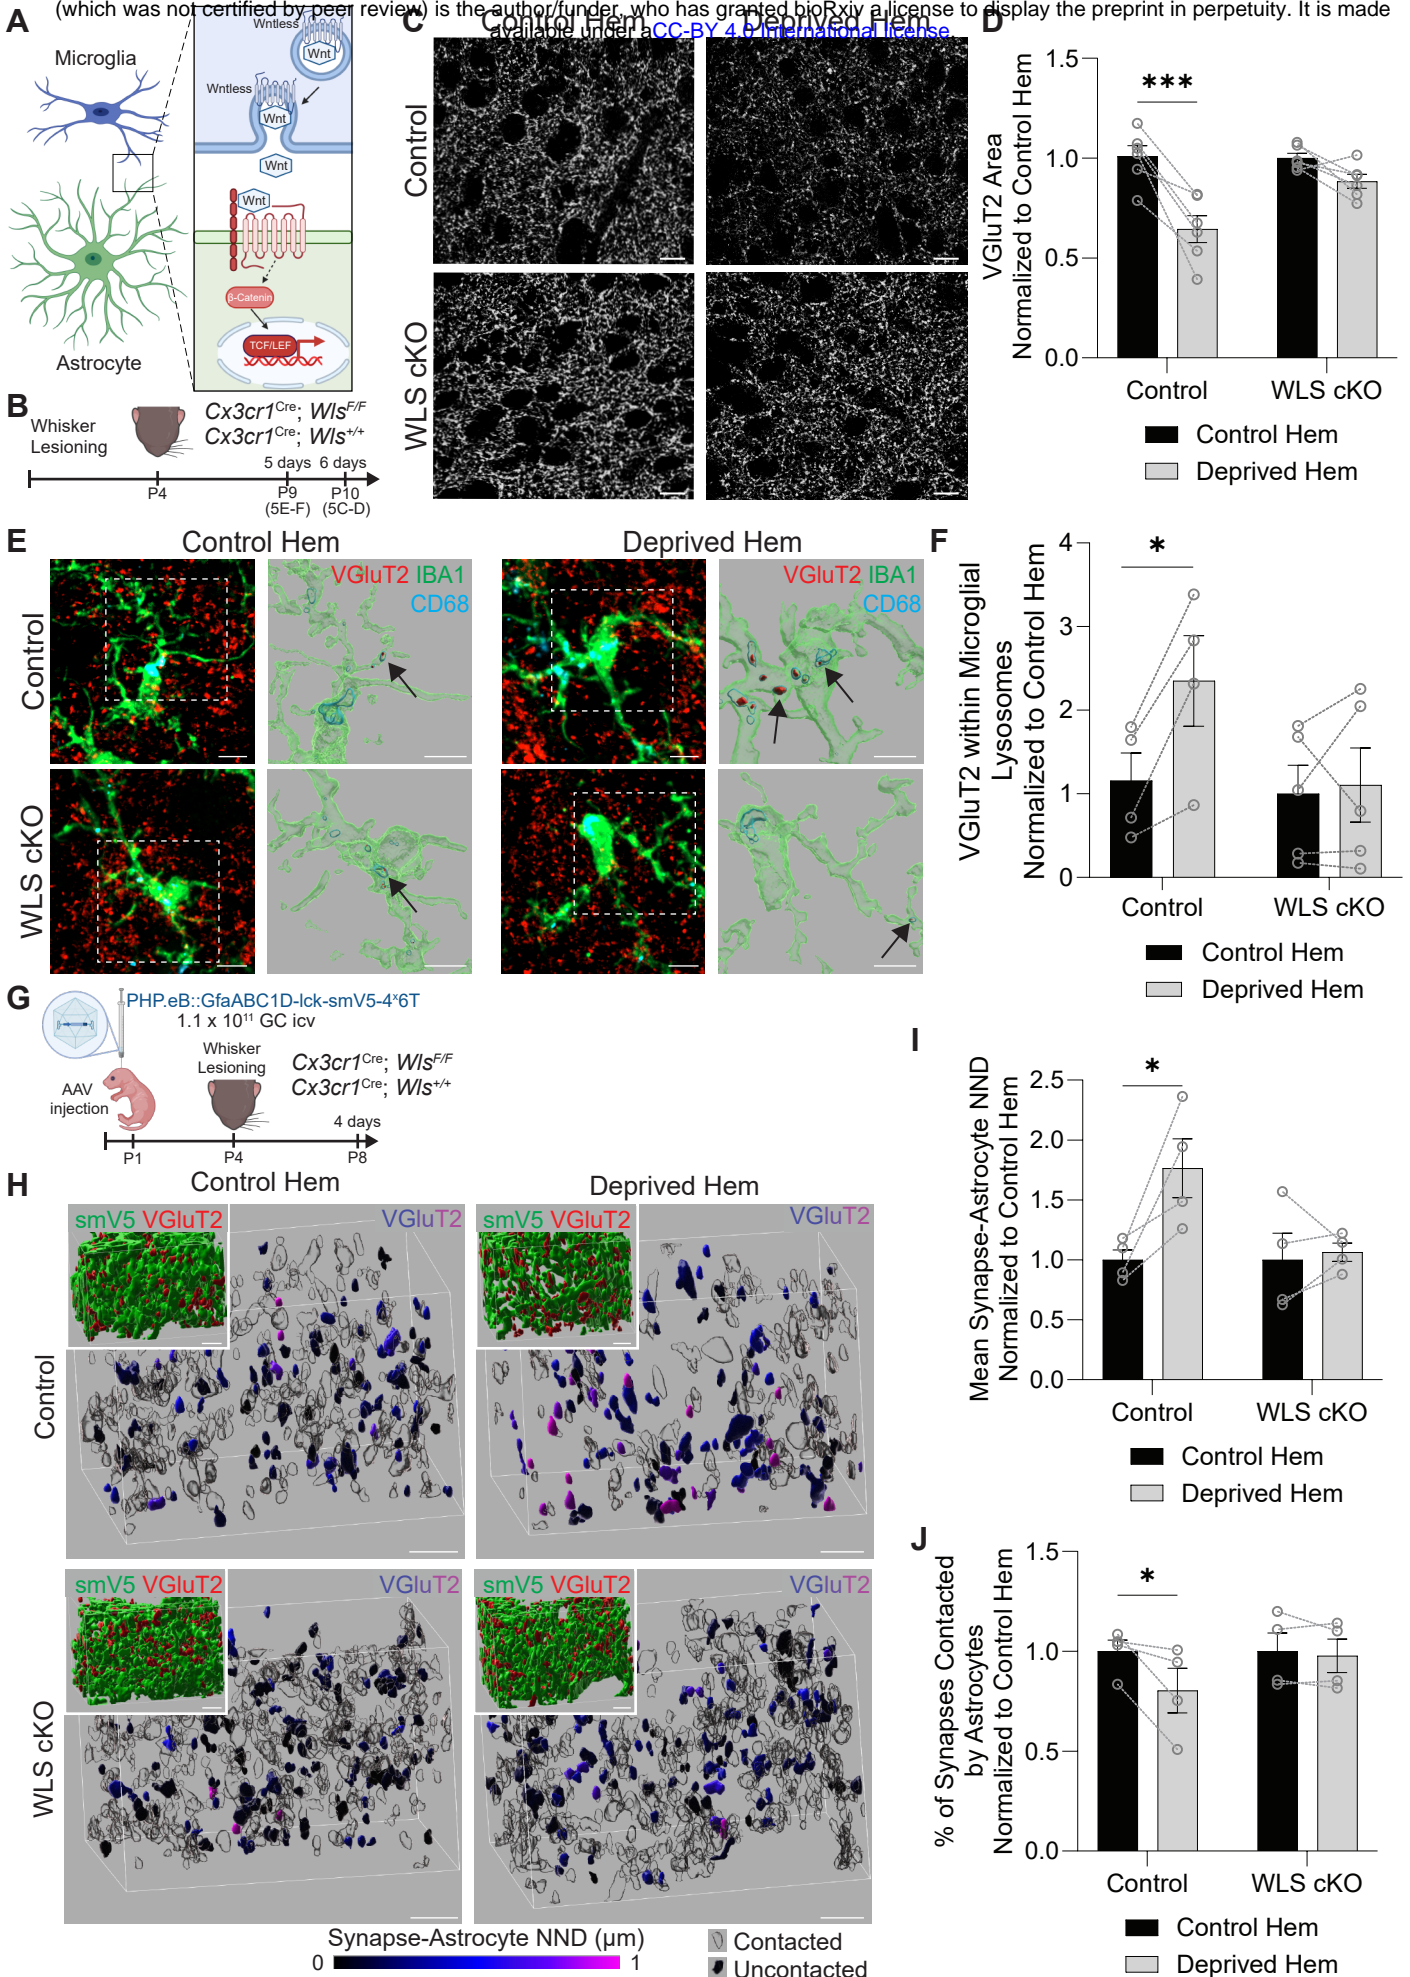 (which was not certified by peer review) is the author/funder, who has granted bioRxiv a license to display the preprint in perpetuity. It is made
available under aCC-BY 4.0 International license.
A
Microglia
Astrocyte
Wntless
Wnt
Wntless
Wnt
Wnt
Wnt
β-Catenin
TCF/LEF
B
Whisker
Lesioning
Cx3cr1Cre; WlsF/F
Cx3cr1Cre; Wls+/+
5 days 6 days
P4 P9 P10
(5E-F) (5C-D)
C
Control Hem Deprived Hem
Control
WLS cKO
D
VGluT2 Area
Normalized to Control Hem
1.5
1.0
0.5
0.0
***
Control WLS cKO
Control Hem
Deprived Hem
E
Control Hem Deprived Hem
Control
WLS cKO
VGluT2 IBA1
CD68
VGluT2 IBA1
CD68
F
VGluT2 within Microglial
Lysosomes
Normalized to Control Hem
4
3
2
1
0
*
Control WLS cKO
Control Hem
Deprived Hem
G
PHP.eB::GfaABC1D-lck-smV5-4x6T
1.1 x 10¹¹ GC icv
AAV
injection
Whisker
Lesioning
Cx3cr1Cre; WlsF/F
Cx3cr1Cre; Wls+/+
4 days
P1 P4 P8
H
Control Hem Deprived Hem
Control
WLS cKO
smV5 VGluT2 VGluT2
smV5 VGluT2 VGluT2
smV5 VGluT2 VGluT2
smV5 VGluT2 VGluT2
Synapse-Astrocyte NND (µm)
0 1
Contacted
Uncontacted
I
Mean Synapse-Astrocyte NND
Normalized to Control Hem
2.5
2.0
1.5
1.0
0.5
0.0
*
Control WLS cKO
Control Hem
Deprived Hem
J
% of Synapses Contacted
by Astrocytes
Normalized to Control Hem
1.5
1.0
0.5
0.0
*
Control WLS cKO
Control Hem
Deprived Hem